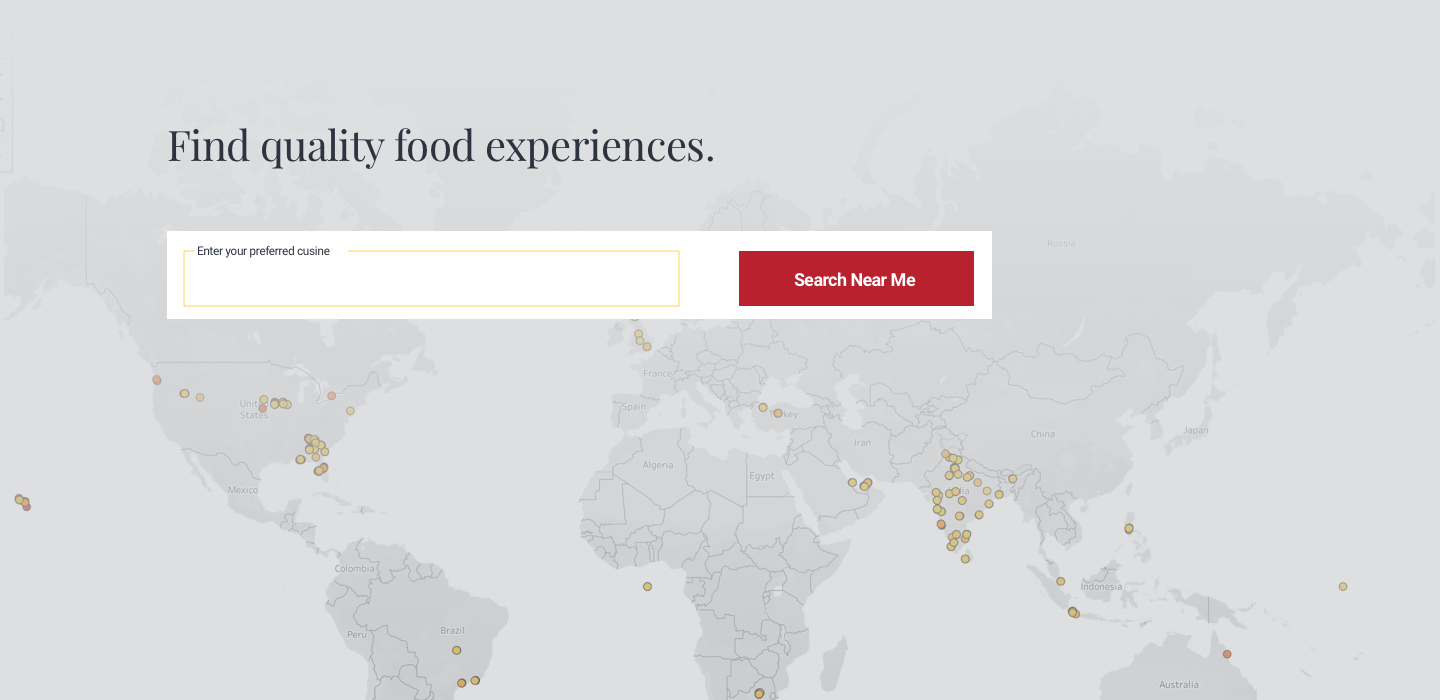 Find quality food experiences.
Enter your preferred cusine
Search Near Me
Russia
France
Spain
United
States
Iran
China
Japan
Algeria
Egypt
Mexico
Colombia
Indonesia
Peru
Brazil
Australia